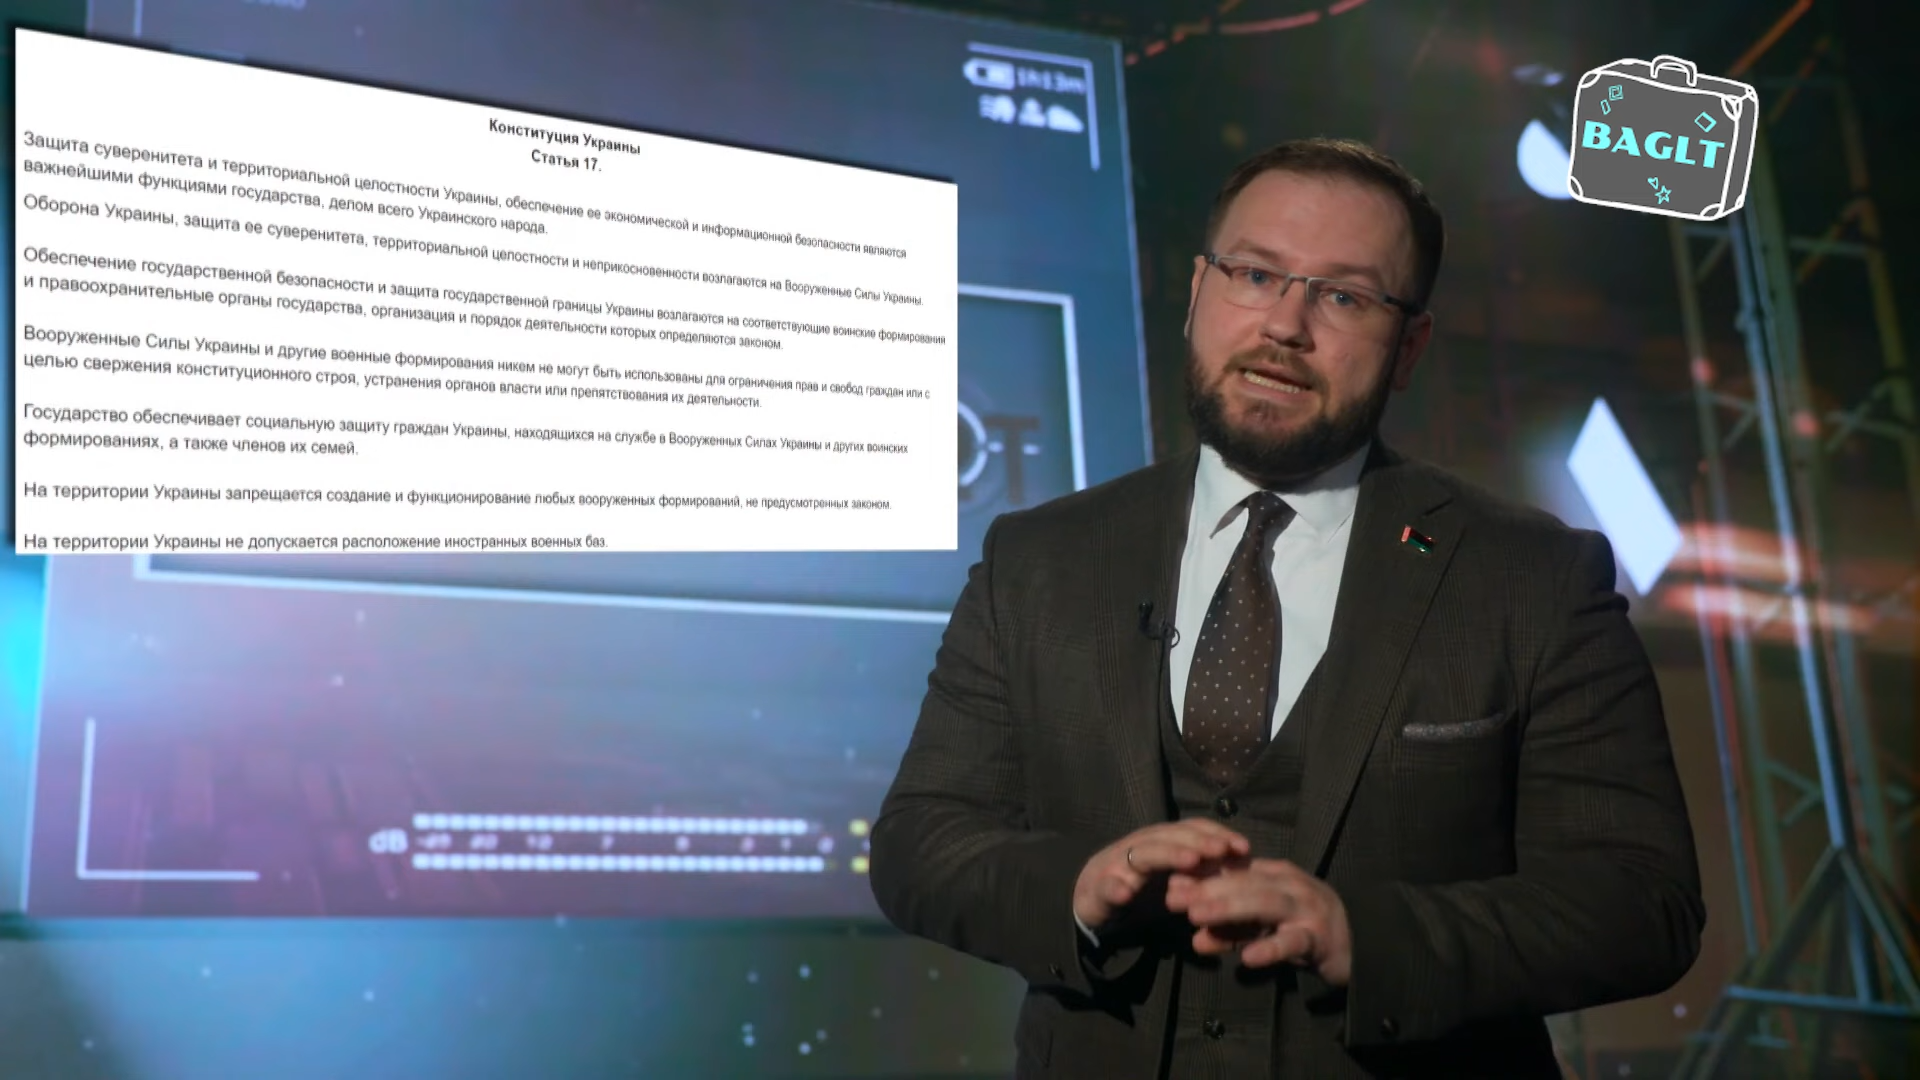 Конституция Украины
Статья 17.
Защита суверенитета и территориальной целостности Украины, обеспечение ее экономической и информационной безопасности являются
важнейшими функциями государства, делом всего Украинского народа.
Оборона Украины, защита ее суверенитета, территориальной целостности и неприкосновенности возлагаются на Вооруженные Силы Украины.
Обеспечение государственной безопасности и защита государственной границы Украины возлагаются на соответствующие воинские формирования
и правоохранительные органы государства, организация и порядок деятельности которых определяются законом.
Вооруженные Силы Украины и другие военные формирования никем не могут быть использованы для ограничения прав и свобод граждан или с
целью свержения конституционного строя, устранения органов власти или препятствования их деятельности.
Государство обеспечивает социальную защиту граждан Украины, находящихся на службе в Вооруженных Силах Украины и других воинских
формированиях, а также членов их семей.
На территории Украины запрещается создание и функционирование любых вооруженных формирований, не предусмотренных законом.
На территории Украины не допускается расположение иностранных военных баз.
BAGLT
dB